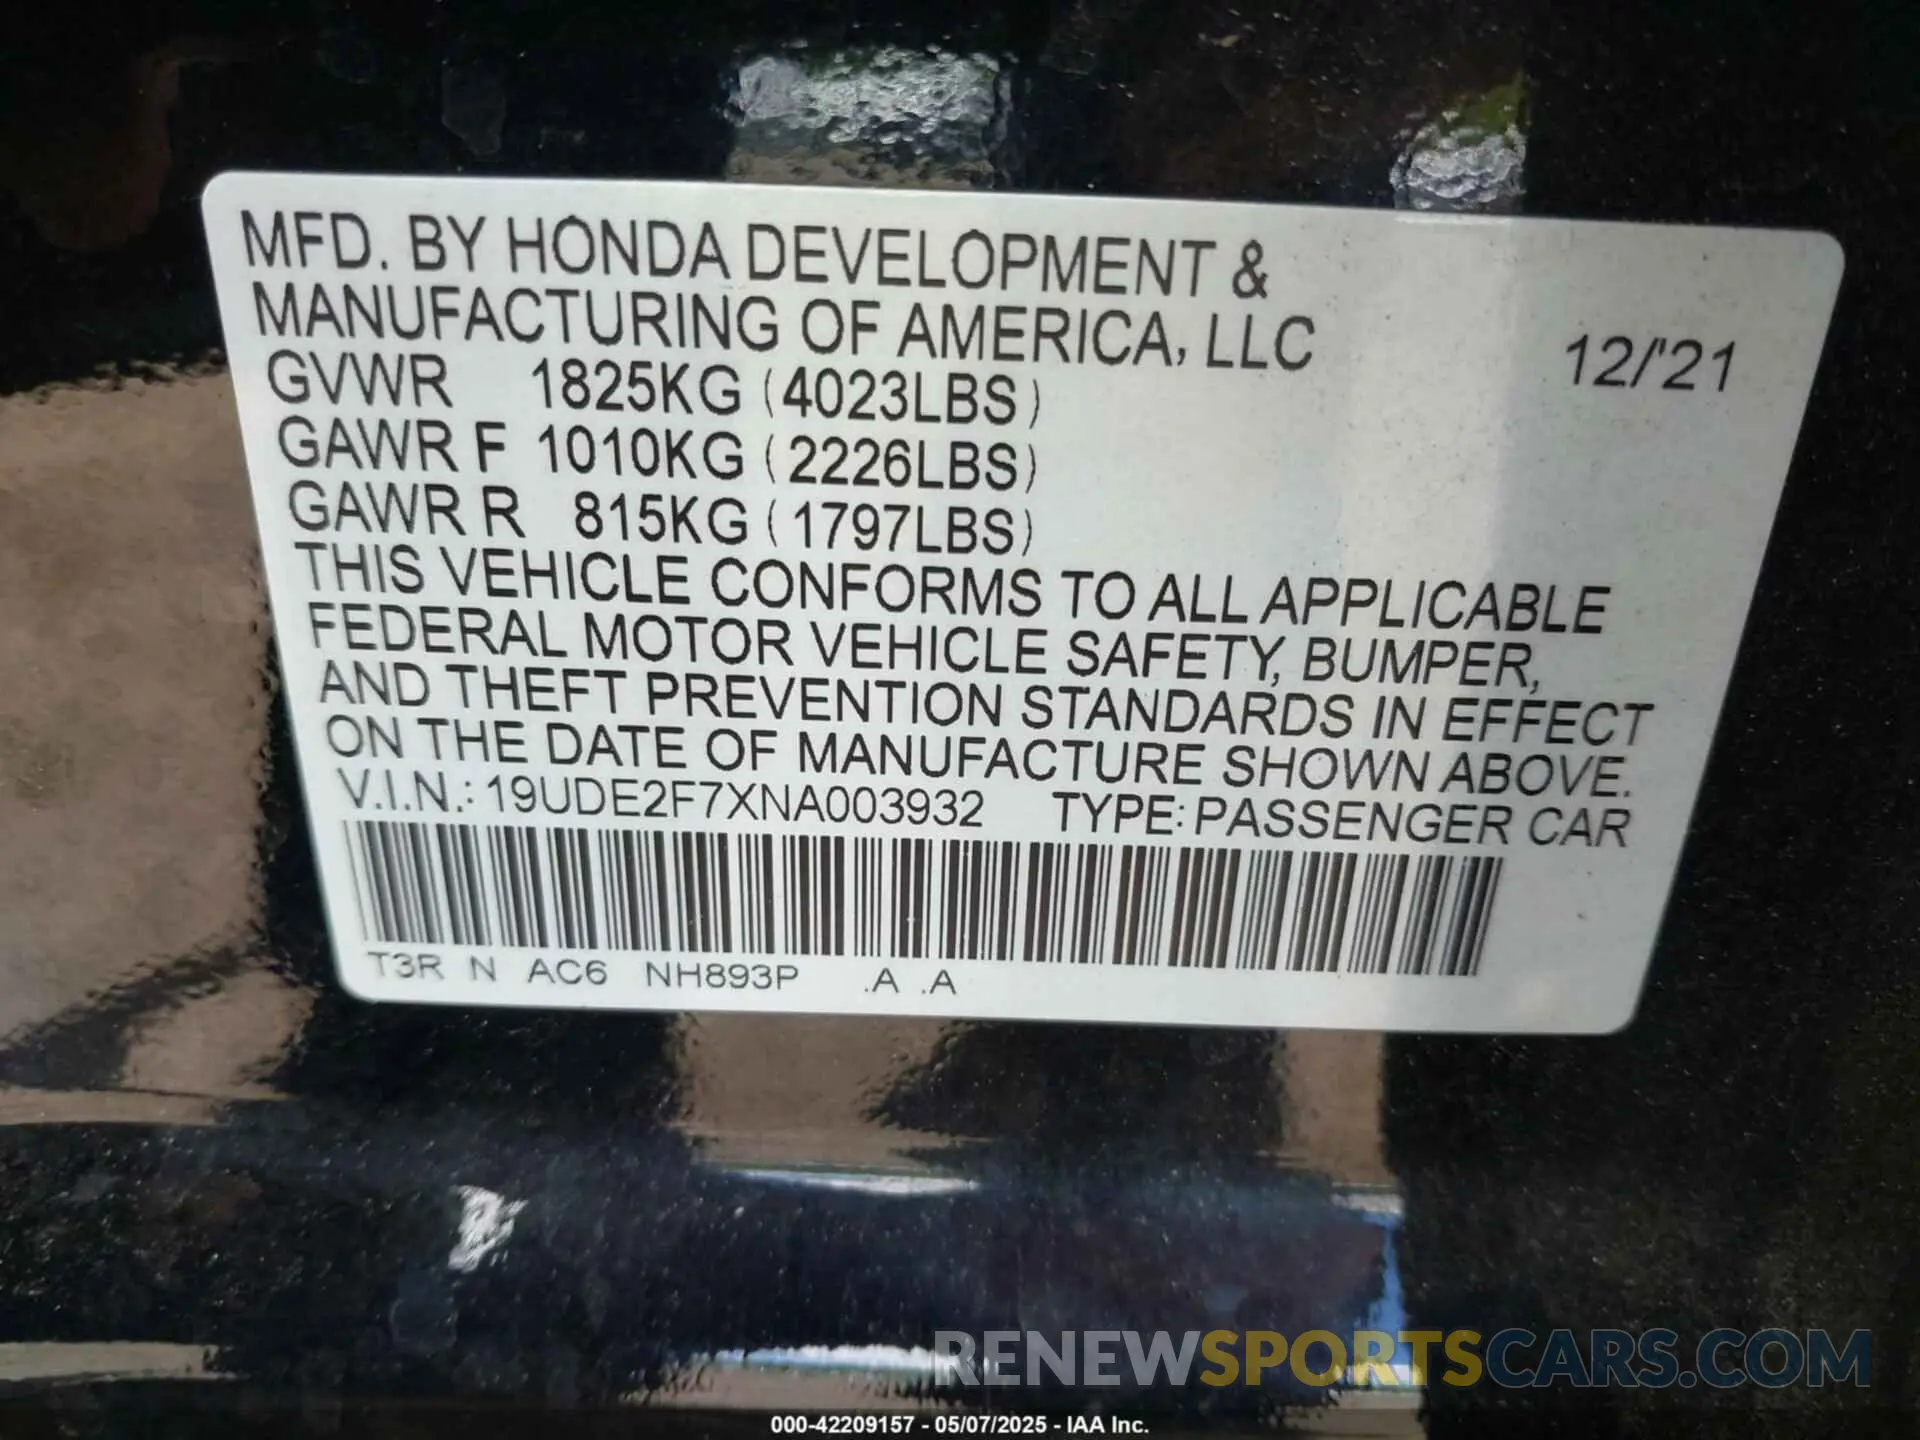 MFD. BY HONDA DEVELOPMENT &
MANUFACTURING OF AMERICA, LLC 12/'21
GVWR 1825KG (4023LBS)
GAWR F 1010KG (2226LBS)
GAWR R 815KG (1797LBS)
THIS VEHICLE CONFORMS TO ALL APPLICABLE
FEDERAL MOTOR VEHICLE SAFETY, BUMPER,
AND THEFT PREVENTION STANDARDS IN EFFECT
ON THE DATE OF MANUFACTURE SHOWN ABOVE.
V.I.N.: 19UDE2F7XNA003932 TYPE: PASSENGER CAR
T3R N AC6 NH893P .A .A
RENEWSPORTSCARS.COM
000-42209157 - 05/07/2025 - IAA Inc.